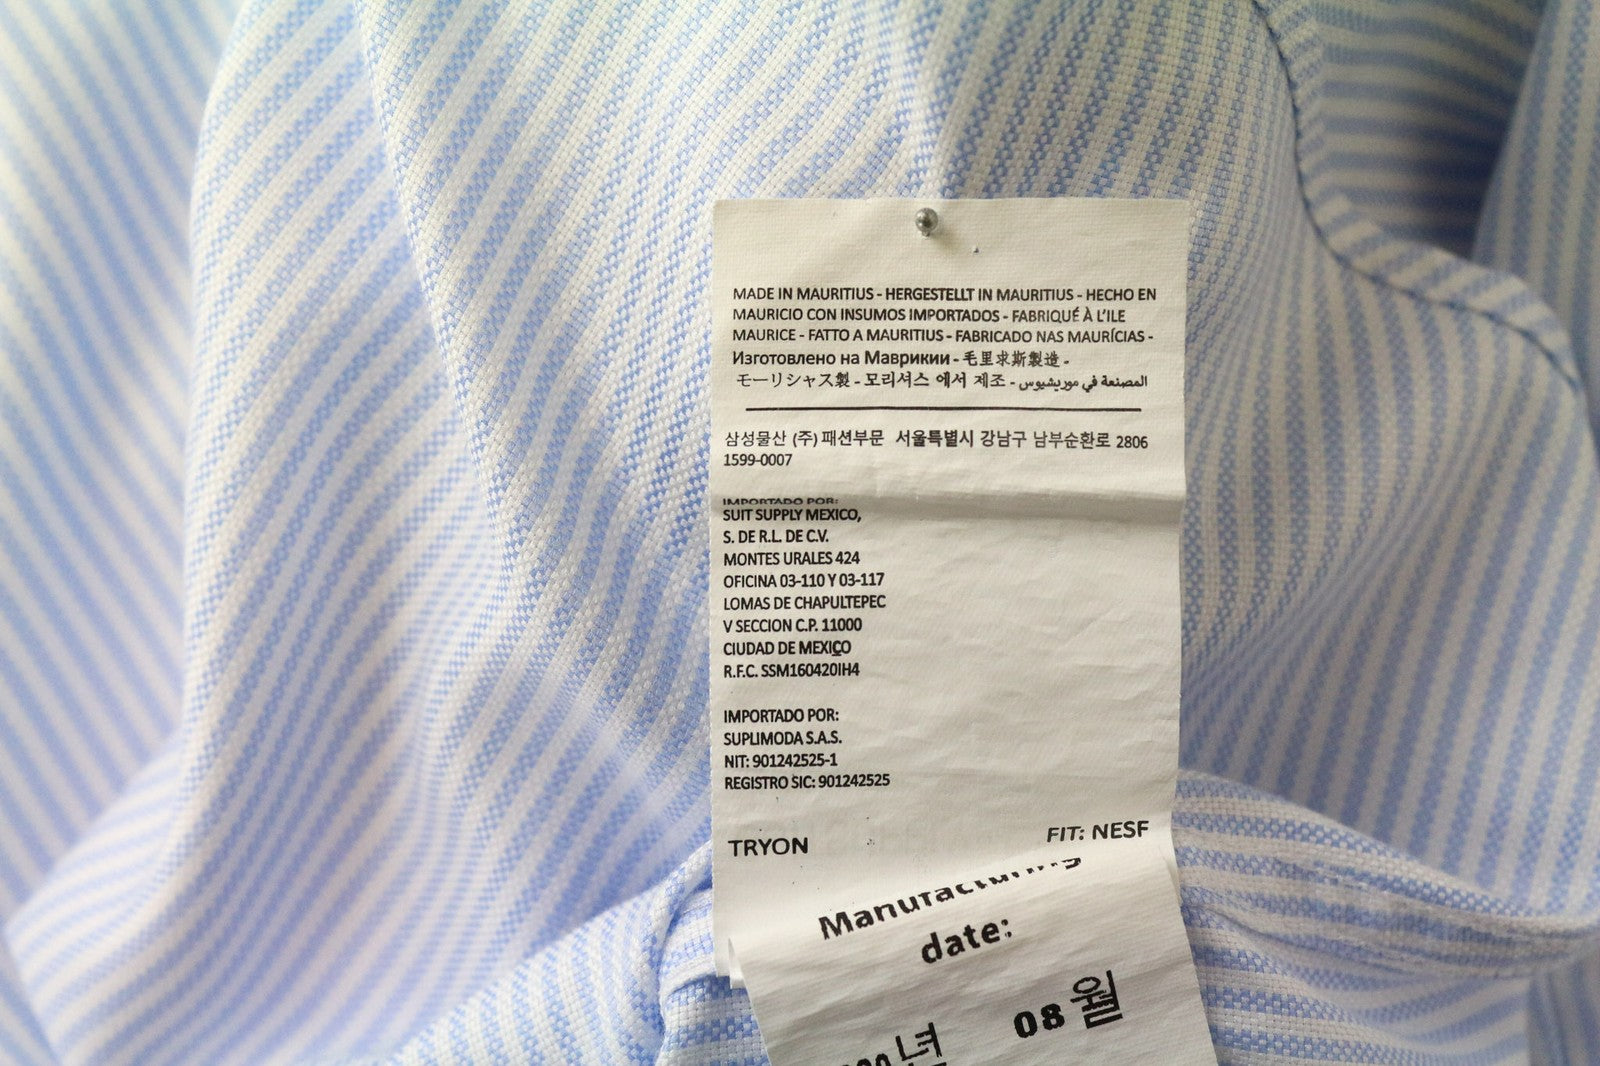 MADE IN MAURITIUS - HERGESTELLT IN MAURITIUS - HECHO EN
MAURICIO CON INSUMOS IMPORTADOS - FABRIQUÉ À L'ILE
MAURICE - FATTO A MAURITIUS - FABRICADO NAS MAURÍCIAS -
Изготовлено на Маврикии - 毛里求斯製造 -
モーリシャス製 - 모리셔스 에서 제조 - المصنعة في موريشيوس
삼성물산 (주) 패션부문 서울특별시 강남구 남부순환로 2806
1599-0007
IMPORTADO POR:
SUIT SUPPLY MEXICO,
S. DE R.L. DE C.V.
MONTES URALES 424
OFICINA 03-110 Y 03-117
LOMAS DE CHAPULTEPEC
V SECCION C.P. 11000
CIUDAD DE MEXICO
R.F.C. SSM160420IH4
IMPORTADO POR:
SUPLIMODA S.A.S.
NIT: 901242525-1
REGISTRO SIC: 901242525
TRYON FIT: NESF
Manufacturing
date:
년 08 월